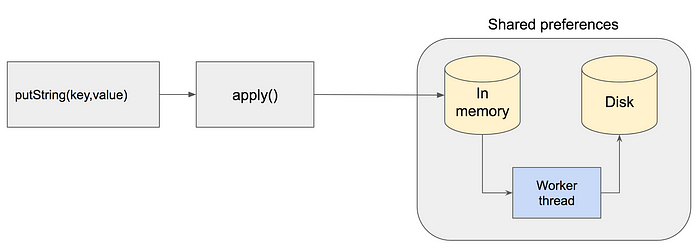 Shared preferences
putString(key,value)
apply()
In
memory
Disk
Worker
thread